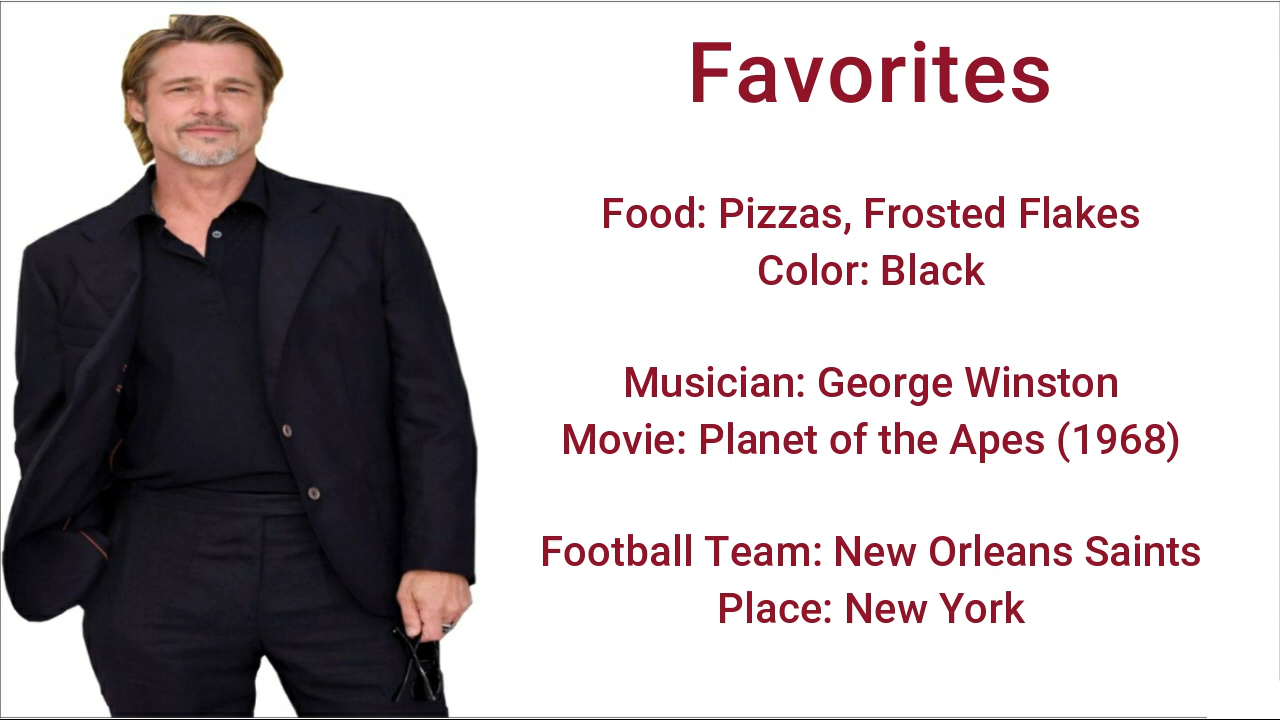 Favorites
Food: Pizzas, Frosted Flakes
Color: Black
Musician: George Winston
Movie: Planet of the Apes (1968)
Football Team: New Orleans Saints
Place: New York